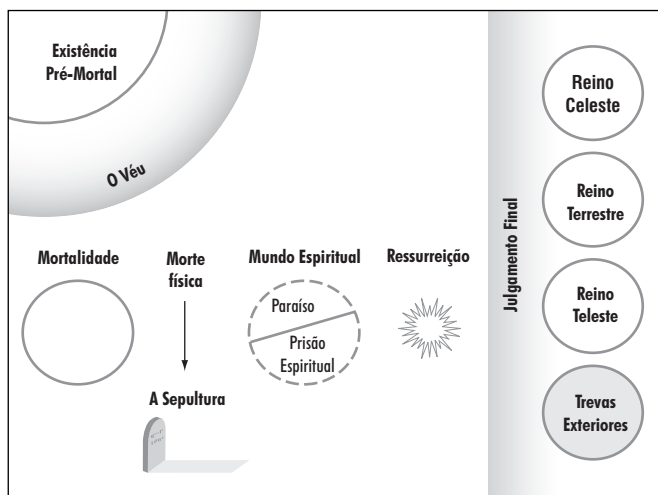 Existência
Pré-Mortal
O Véu
Mortalidade
Morte
física
A Sepultura
Mundo Espiritual
Paraíso
Prisão
Espiritual
Ressurreição
Julgamento Final
Reino
Celeste
Reino
Terrestre
Reino
Teleste
Trevas
Exteriores